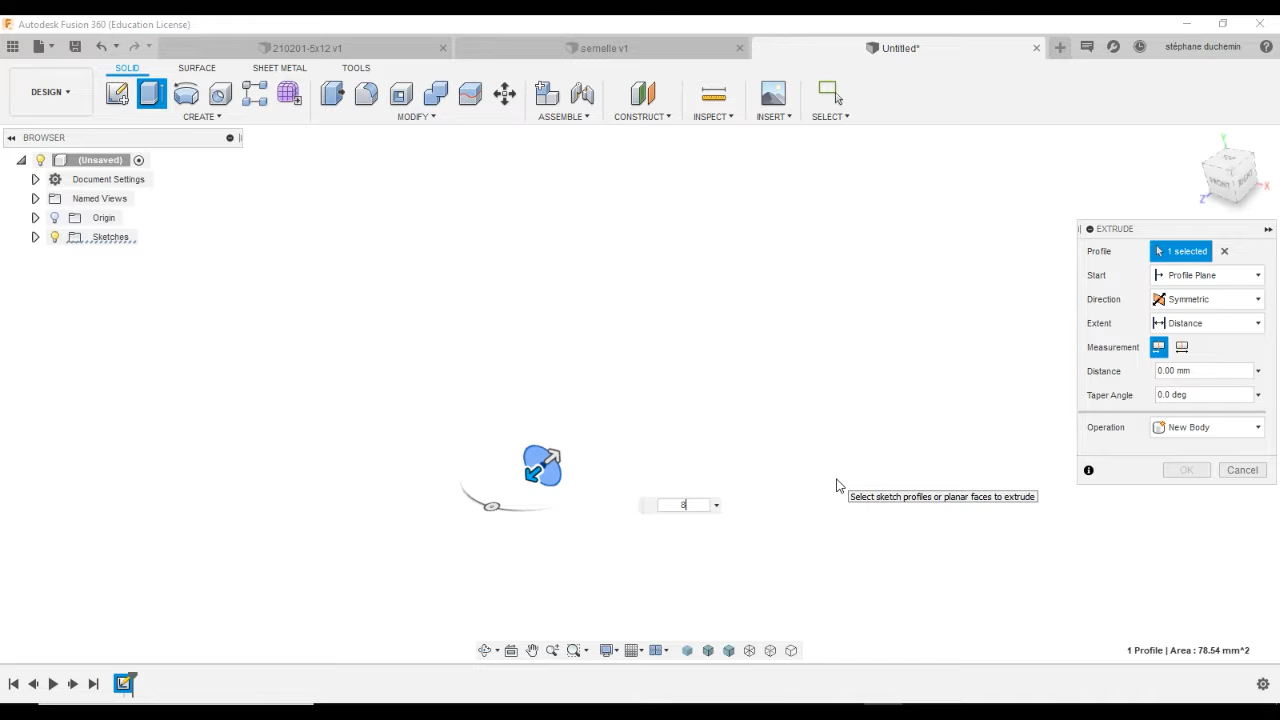 Autodesk Fusion 360 (Education License)
210201-5x12 v1
semelle v1
Untitled*
stéphane duchemin
SOLID
SURFACE
SHEET METAL
TOOLS
DESIGN
CREATE
MODIFY
ASSEMBLE
CONSTRUCT
INSPECT
INSERT
SELECT
BROWSER
(Unsaved)
Document Settings
Named Views
Origin
Sketches
EXTRUDE
Profile 1 selected
Start Profile Plane
Direction Symmetric
Extent Distance
Measurement
Distance 0.00 mm
Taper Angle 0.0 deg
Operation New Body
OK Cancel
Select sketch profiles or planar faces to extrude
8
1 Profile | Area : 78.54 mm^2